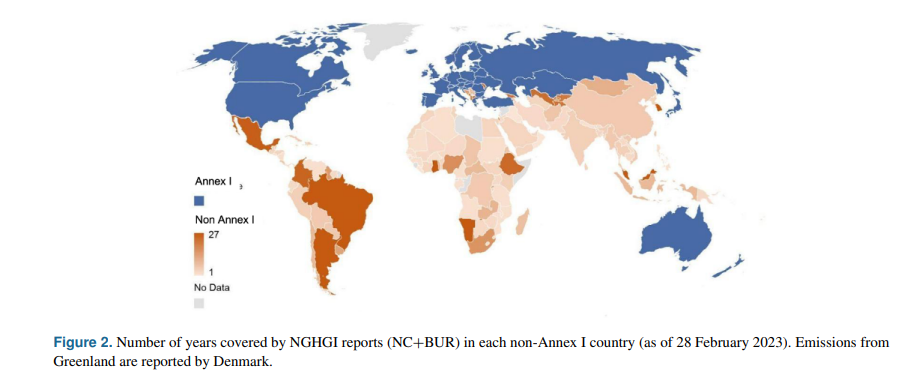 Annex I
Non Annex I
27
1
No Data
Figure 2. Number of years covered by NGHGI reports (NC+BUR) in each non-Annex I country (as of 28 February 2023). Emissions from
Greenland are reported by Denmark.